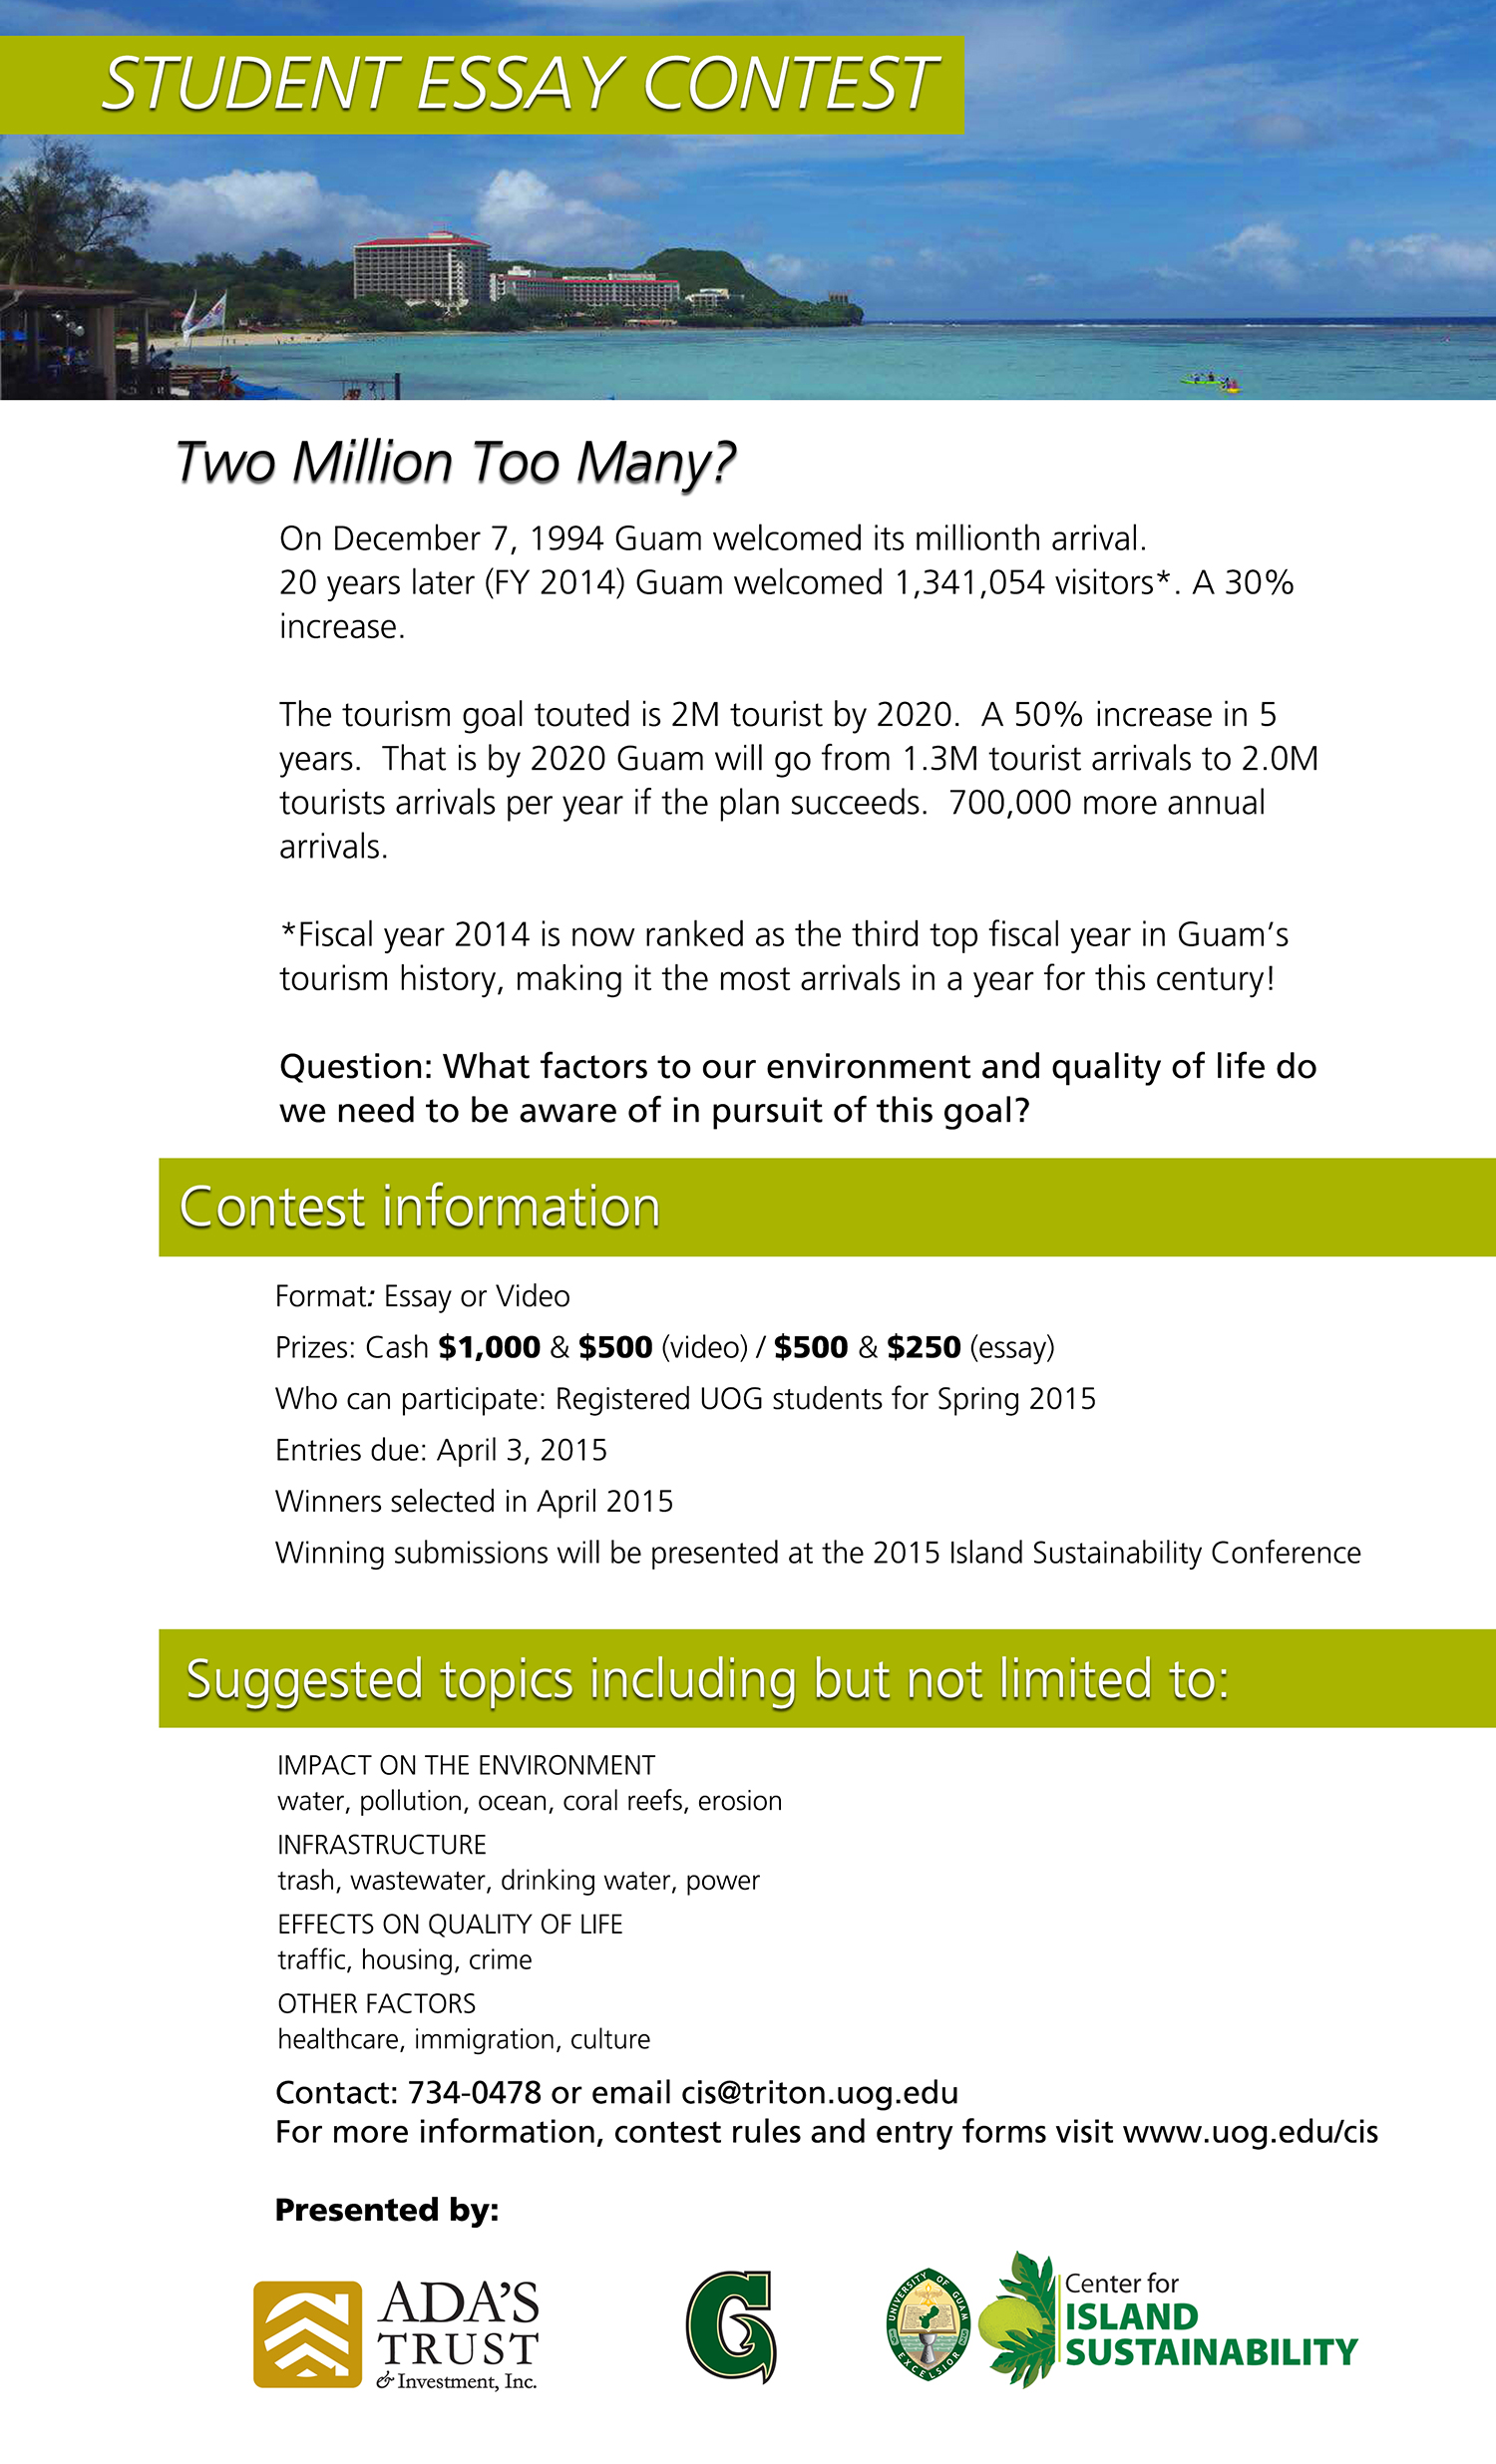 STUDENT ESSAY CONTEST
Two Million Too Many?
On December 7, 1994 Guam welcomed its millionth arrival.
20 years later (FY 2014) Guam welcomed 1,341,054 visitors*. A 30%
increase.
The tourism goal touted is 2M tourist by 2020.  A 50% increase in 5
years.  That is by 2020 Guam will go from 1.3M tourist arrivals to 2.0M
tourists arrivals per year if the plan succeeds.  700,000 more annual
arrivals.
*Fiscal year 2014 is now ranked as the third top fiscal year in Guam's
tourism history, making it the most arrivals in a year for this century!
Question: What factors to our environment and quality of life do
we need to be aware of in pursuit of this goal?
Contest information
Format: Essay or Video
Prizes: Cash $1,000 & $500 (video) / $500 & $250 (essay)
Who can participate: Registered UOG students for Spring 2015
Entries due: April 3, 2015
Winners selected in April 2015
Winning submissions will be presented at the 2015 Island Sustainability Conference
Suggested topics including but not limited to:
IMPACT ON THE ENVIRONMENT
water, pollution, ocean, coral reefs, erosion
INFRASTRUCTURE
trash, wastewater, drinking water, power
EFFECTS ON QUALITY OF LIFE
traffic, housing, crime
OTHER FACTORS
healthcare, immigration, culture
Contact: 734-0478 or email cis@triton.uog.edu
For more information, contest rules and entry forms visit www.uog.edu/cis
Presented by:
ADA'S
TRUST
& Investment, Inc.
G
UNIVERSITY OF GUAM
EXCELSIOR
Center for
ISLAND
SUSTAINABILITY